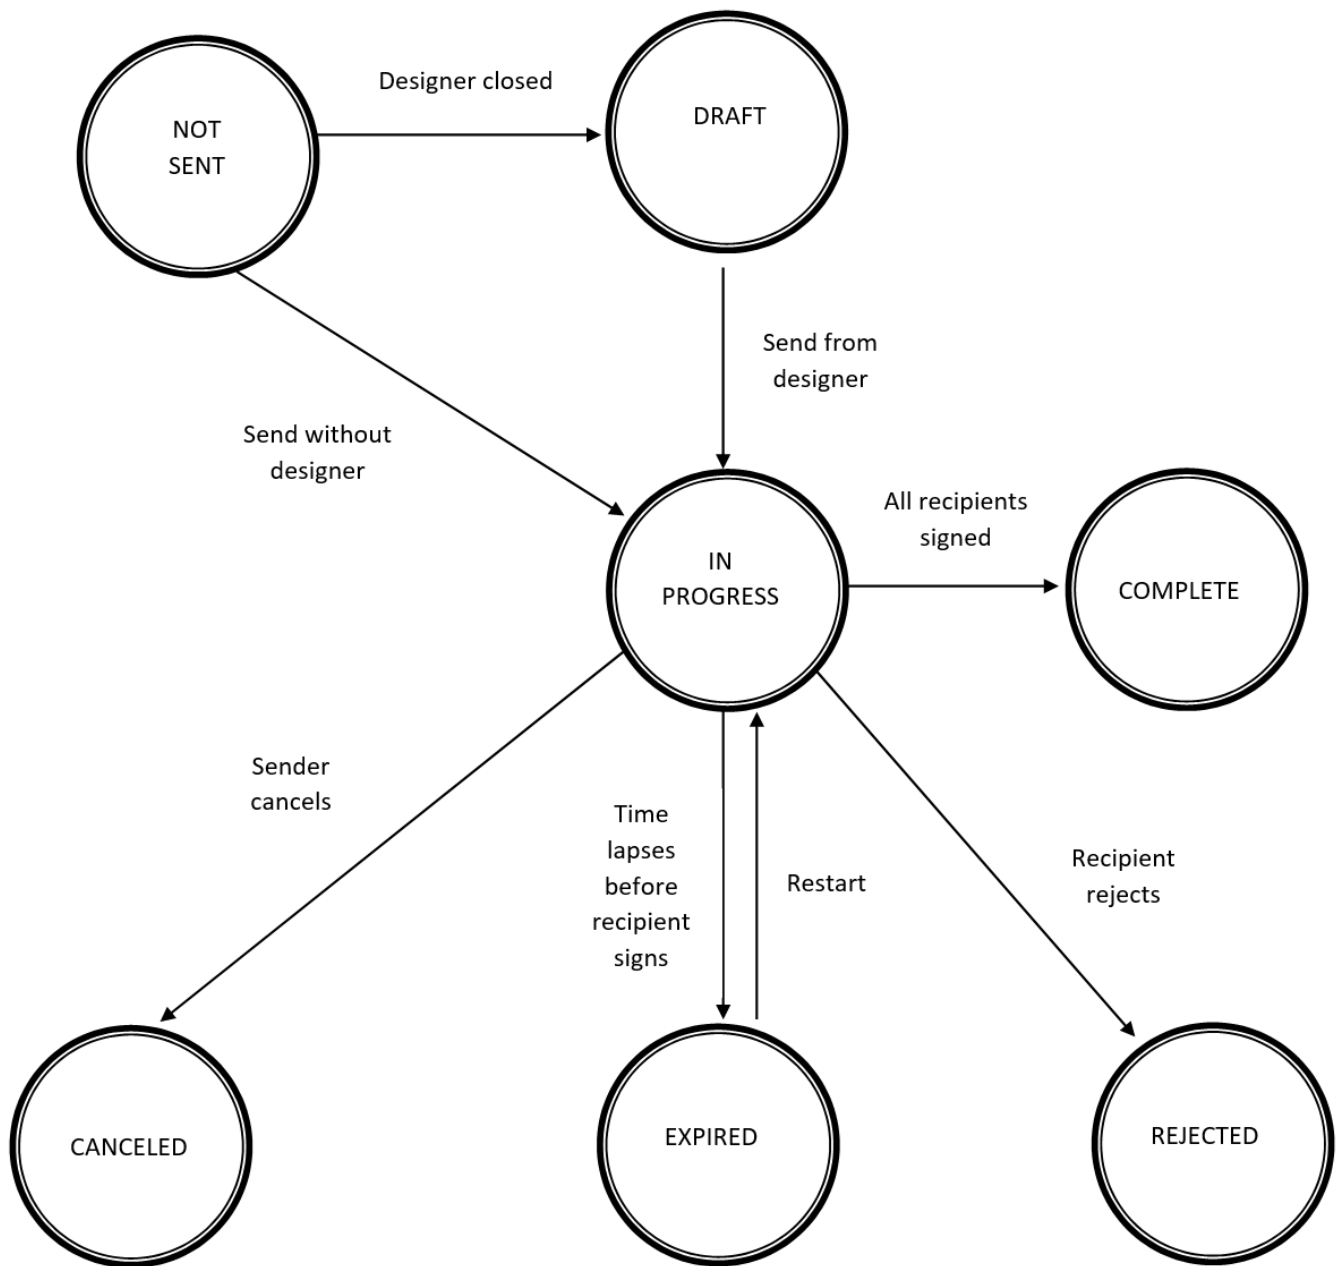 Designer closed
NOT
SENT
DRAFT
Send from
designer
Send without
designer
All recipients
signed
IN
PROGRESS
COMPLETE
Sender
cancels
Time
lapses
before
recipient
signs
Restart
Recipient
rejects
CANCELED
EXPIRED
REJECTED